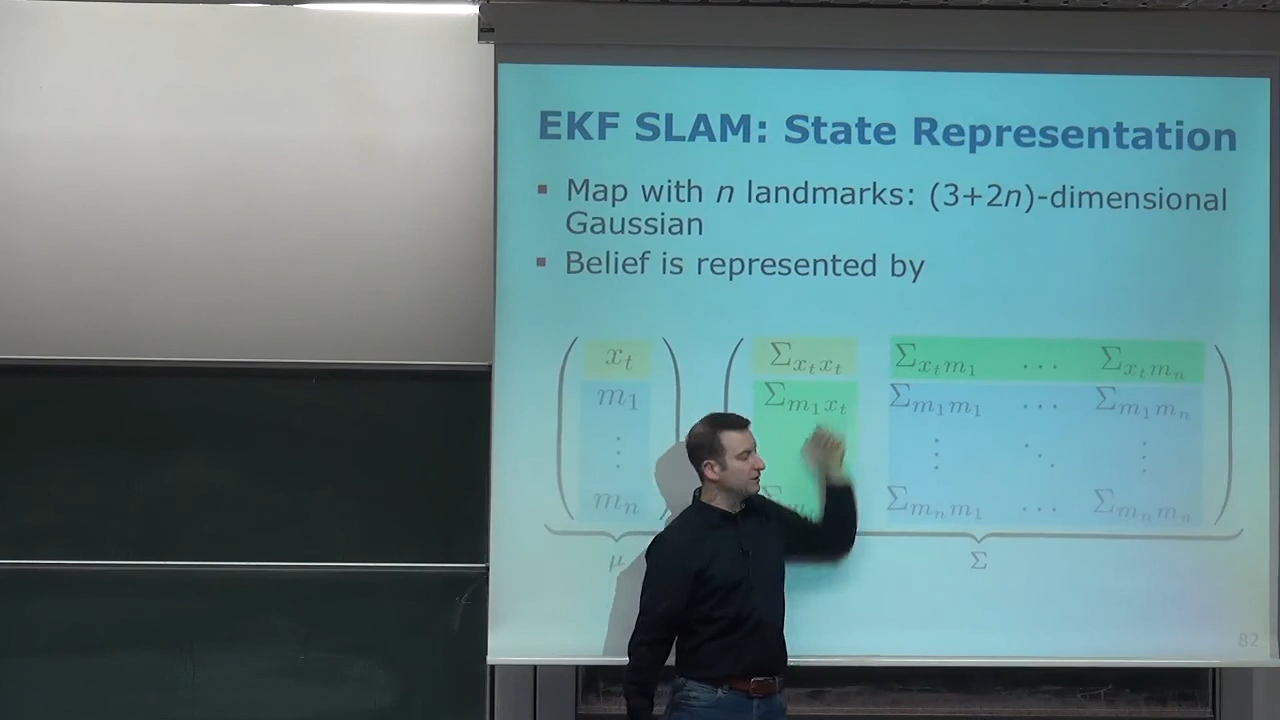 EKF SLAM: State Representation
▪ Map with n landmarks: (3+2n)-dimensional
Gaussian
▪ Belief is represented by
x_t Σ_{x_t x_t} Σ_{x_t m_1} ... Σ_{x_t m_n}
m_1 Σ_{m_1 x_t} Σ_{m_1 m_1} ... Σ_{m_1 m_n}
⋮ ⋮ ⋱ ⋮
m_n Σ_{m_n m_1} ... Σ_{m_n m_n}
μ Σ
82